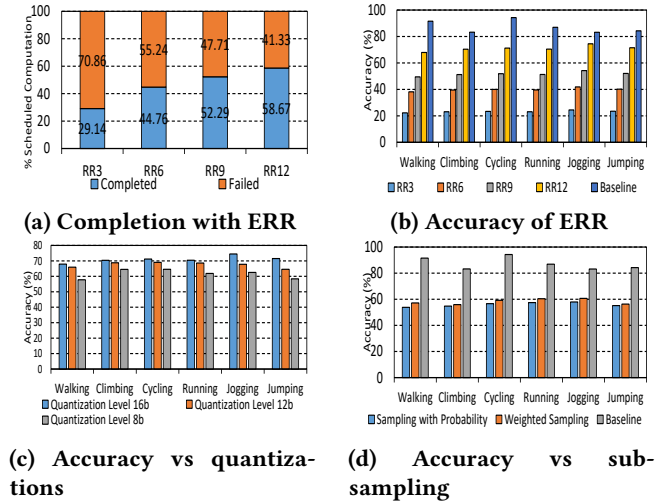 % Scheduled Computation
100
80
60
40
20
0
70.86
55.24
47.71
41.33
29.14
44.76
52.29
58.67
RR3 RR6 RR9 RR12
Completed Failed
(a) Completion with ERR
Accuracy (%)
100
80
60
40
20
0
Walking Climbing Cycling Running Jogging Jumping
RR3 RR6 RR9 RR12 Baseline
(b) Accuracy of ERR
Accuracy (%)
80
70
60
50
40
30
20
10
0
Walking Climbing Cycling Running Jogging Jumping
Quantization Level 16b Quantization Level 12b
Quantization Level 8b
(c) Accuracy vs quantiza-
tions
Accuracy (%)
100
80
60
40
20
0
Walking Climbing Cycling Running Jogging Jumping
Sampling with Probability Weighted Sampling Baseline
(d) Accuracy vs sub-
sampling